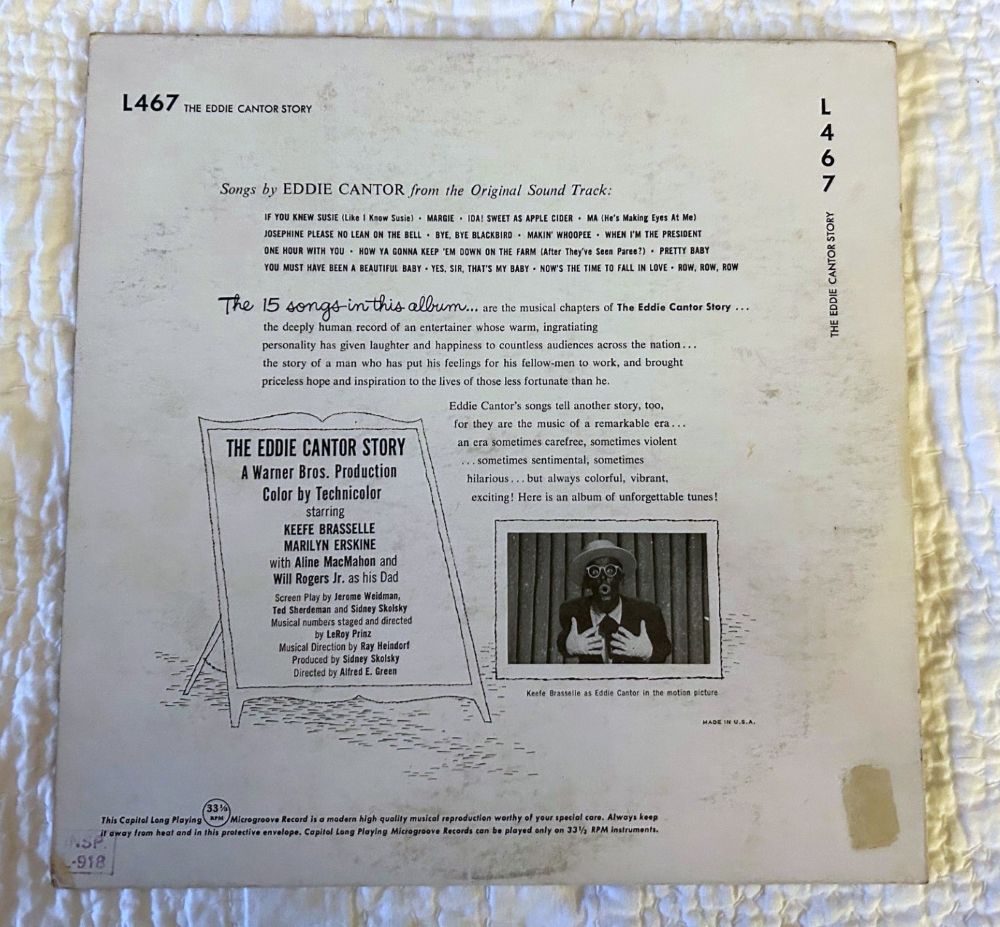 L467 THE EDDIE CANTOR STORY
L
4
6
7
THE EDDIE CANTOR STORY
Songs by EDDIE CANTOR from the Original Sound Track:
IF YOU KNEW SUSIE (Like I Know Susie) • MARGIE • IDA! SWEET AS APPLE CIDER • MA (He's Making Eyes At Me)
JOSEPHINE PLEASE NO LEAN ON THE BELL • BYE, BYE BLACKBIRD • MAKIN' WHOOPEE • WHEN I'M THE PRESIDENT
ONE HOUR WITH YOU • HOW YA GONNA KEEP 'EM DOWN ON THE FARM (After They've Seen Paree?) • PRETTY BABY
YOU MUST HAVE BEEN A BEAUTIFUL BABY • YES, SIR, THAT'S MY BABY • NOW'S THE TIME TO FALL IN LOVE • ROW, ROW, ROW
The 15 songs in this album... are the musical chapters of The Eddie Cantor Story ...
the deeply human record of an entertainer whose warm, ingratiating
personality has given laughter and happiness to countless audiences across the nation...
the story of a man who has put his feelings for his fellow-men to work, and brought
priceless hope and inspiration to the lives of those less fortunate than he.
Eddie Cantor's songs tell another story, too,
for they are the music of a remarkable era...
an era sometimes carefree, sometimes violent
...sometimes sentimental, sometimes
hilarious...but always colorful, vibrant,
exciting! Here is an album of unforgettable tunes!
THE EDDIE CANTOR STORY
A Warner Bros. Production
Color by Technicolor
starring
KEEFE BRASSELLE
MARILYN ERSKINE
with Aline MacMahon and
Will Rogers Jr. as his Dad
Screen Play by Jerome Weidman,
Ted Sherdeman and Sidney Skolsky
Musical numbers staged and directed
by LeRoy Prinz
Musical Direction by Ray Heindorf
Produced by Sidney Skolsky
Directed by Alfred E. Green
Keefe Brasselle as Eddie Cantor in the motion picture
MADE IN U.S.A.
This Capitol Long Playing 33⅓ RPM Microgroove Record is a modern high quality musical reproduction worthy of your special care. Always keep
it away from heat and in this protective envelope. Capitol Long Playing Microgroove Records can be played only on 33⅓ RPM instruments.
INSP.
-918